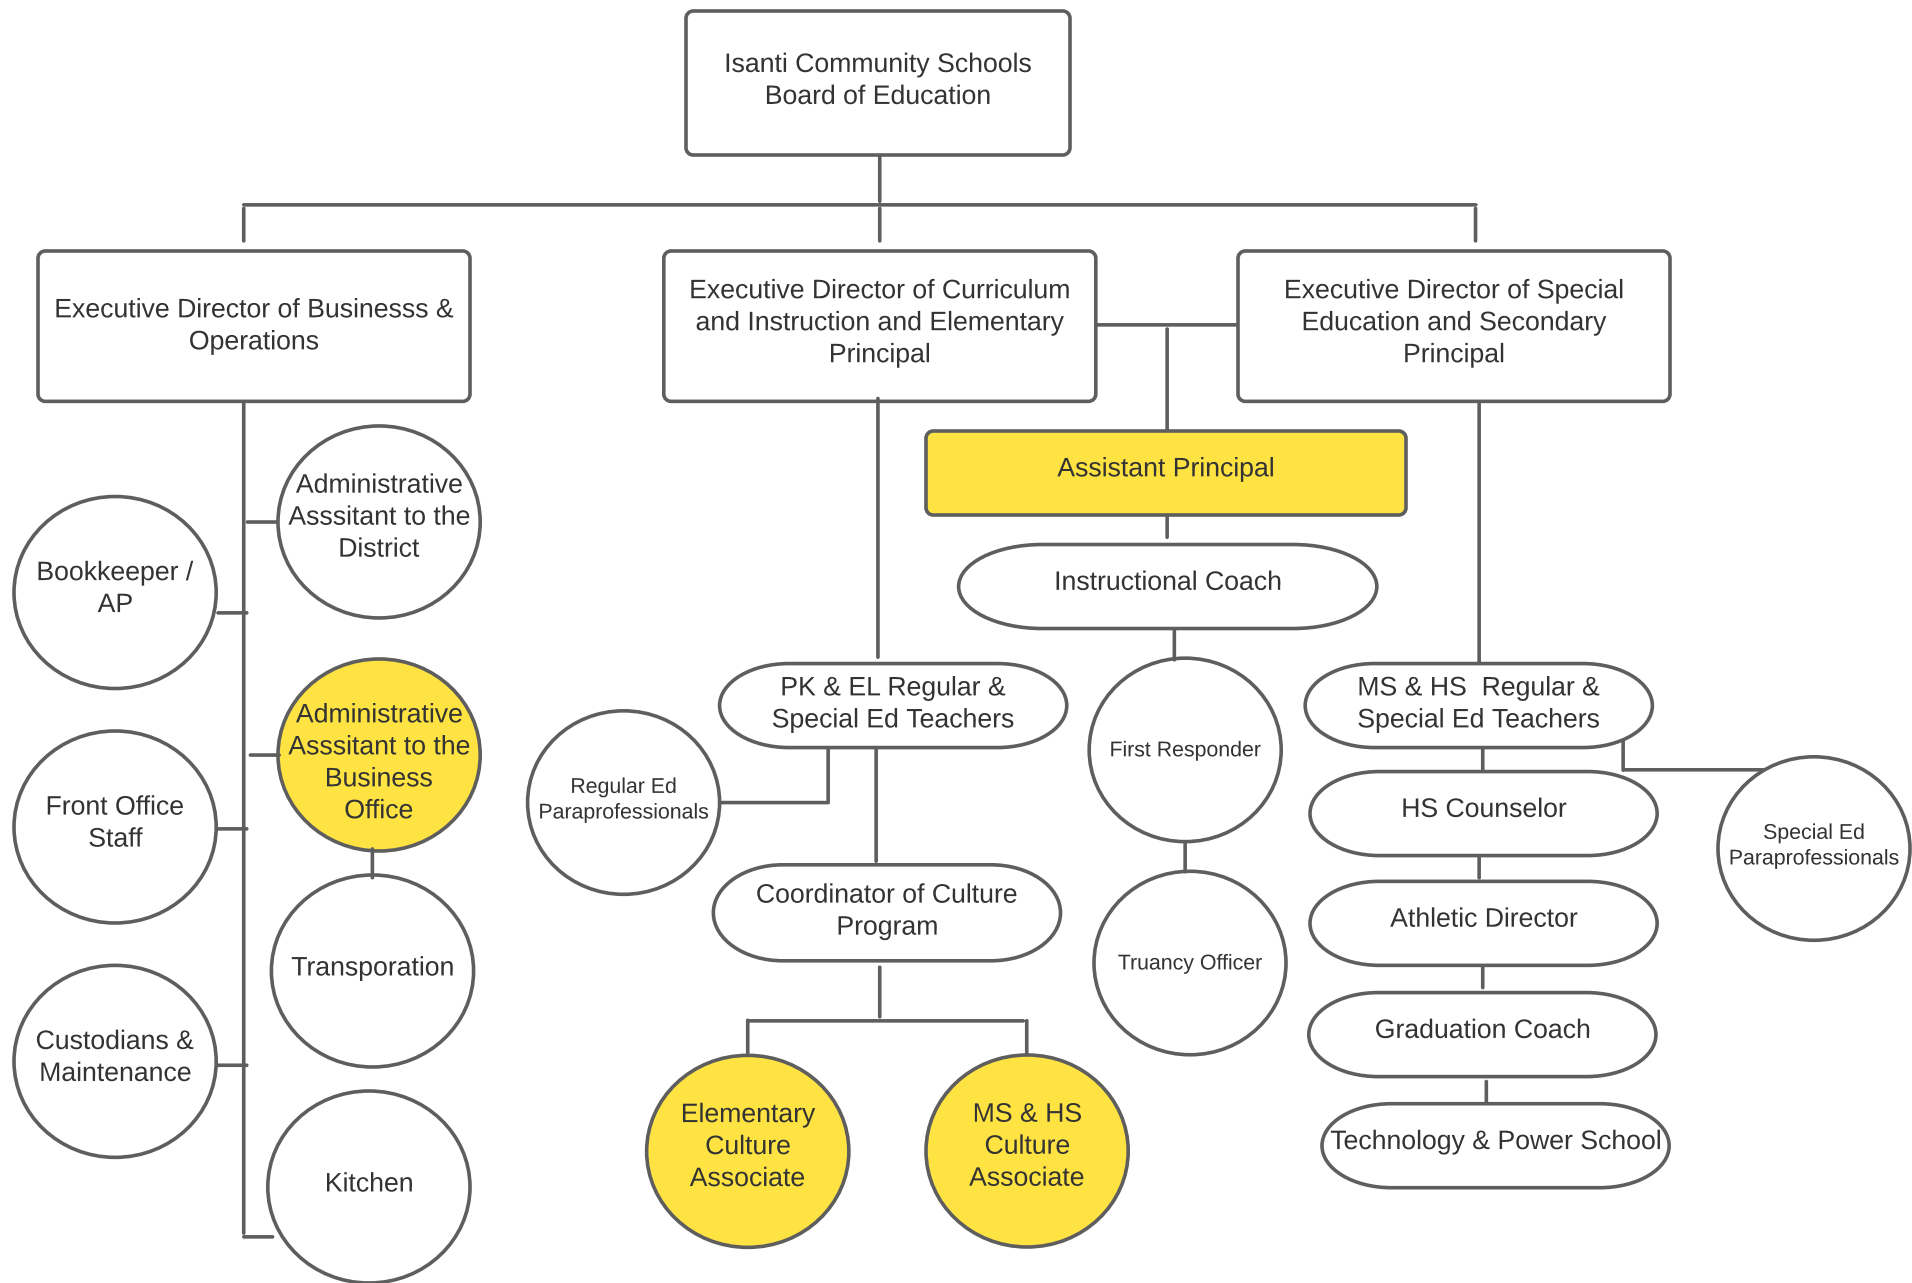 Isanti Community Schools
Board of Education
Executive Director of Businesss &
Operations
Executive Director of Curriculum
and Instruction and Elementary
Principal
Executive Director of Special
Education and Secondary
Principal
Administrative
Asssitant to the
District
Bookkeeper /
AP
Administrative
Asssitant to the
Business
Office
Front Office
Staff
Transporation
Custodians &
Maintenance
Kitchen
Assistant Principal
Instructional Coach
PK & EL Regular &
Special Ed Teachers
Regular Ed
Paraprofessionals
Coordinator of Culture
Program
Elementary
Culture
Associate
MS & HS
Culture
Associate
First Responder
Truancy Officer
MS & HS  Regular &
Special Ed Teachers
HS Counselor
Special Ed
Paraprofessionals
Athletic Director
Graduation Coach
Technology & Power School